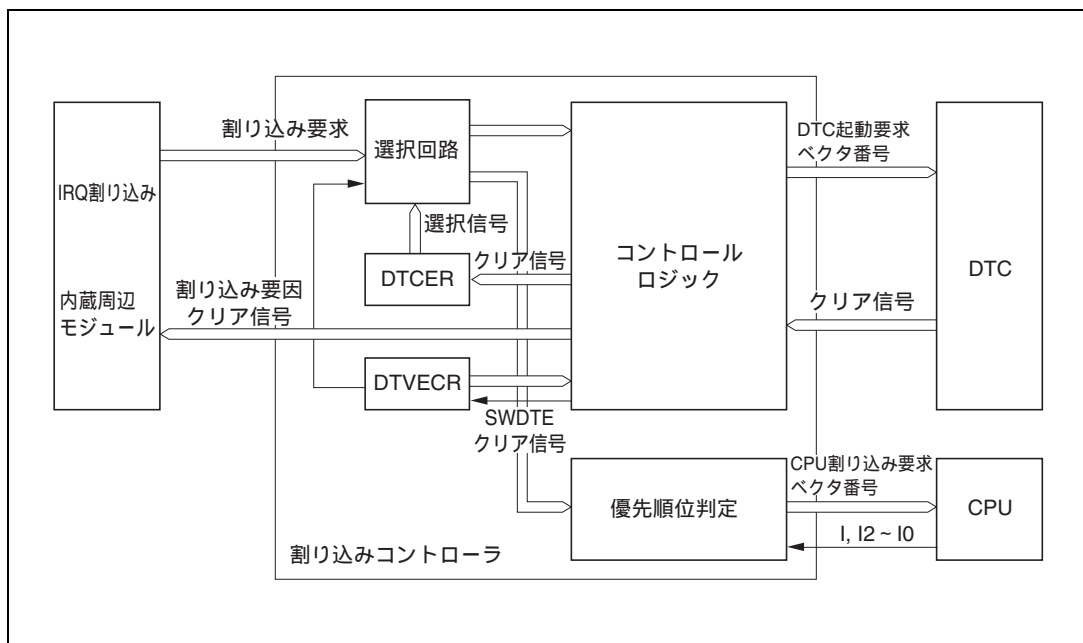 割り込み要求
選択回路
DTC起動要求
ベクタ番号
IRQ割り込み
選択信号
コントロール
ロジック
DTC
DTCER
クリア信号
割り込み要因
クリア信号
内蔵周辺
モジュール
クリア信号
DTVECR
SWDTE
クリア信号
CPU割り込み要求
ベクタ番号
優先順位判定
CPU
I, I2 ~ I0
割り込みコントローラ